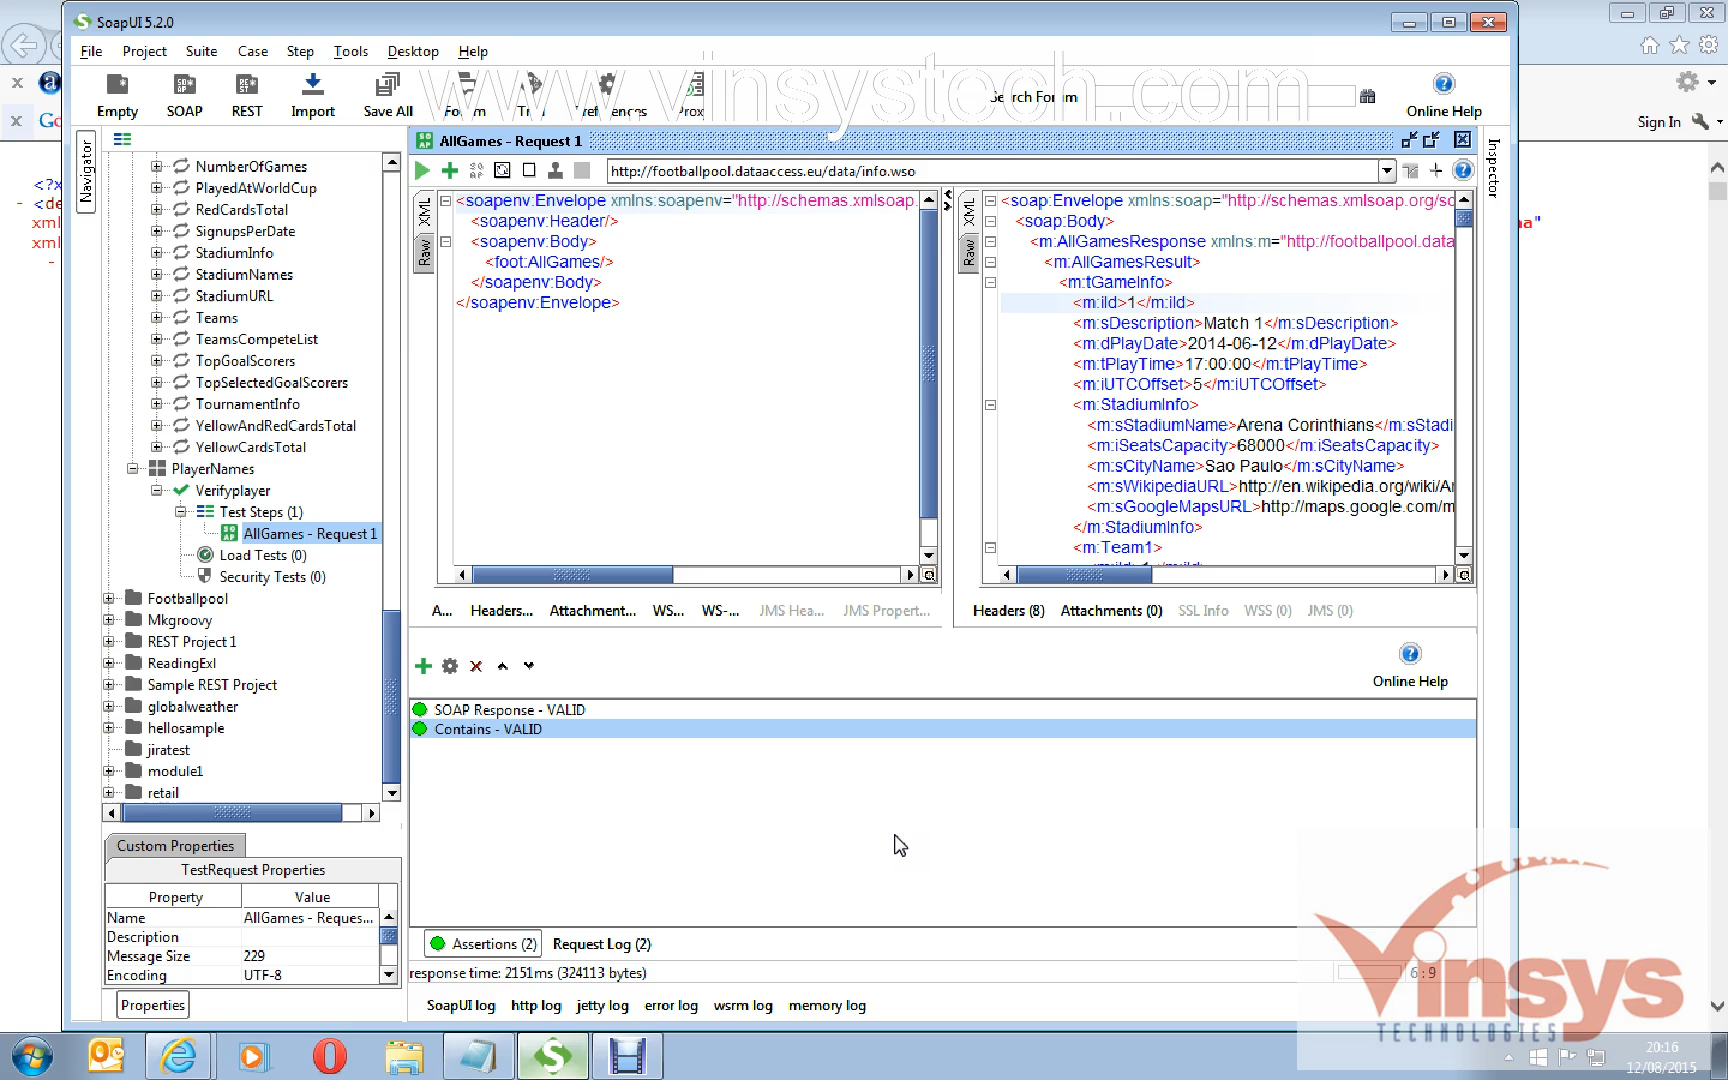 SoapUI 5.2.0
File Project Suite Case Step Tools Desktop Help
Empty SOAP REST Import Save All Forum Trial Preferences Proxy Search Forum Online Help
www.vinsystech.com
Sign In
Navigator
NumberOfGames
PlayedAtWorldCup
RedCardsTotal
SignupsPerDate
StadiumInfo
StadiumNames
StadiumURL
Teams
TeamsCompeteList
TopGoalScorers
TopSelectedGoalScorers
TournamentInfo
YellowAndRedCardsTotal
YellowCardsTotal
PlayerNames
Verifyplayer
Test Steps (1)
AllGames - Request 1
Load Tests (0)
Security Tests (0)
Footballpool
Mkgroovy
REST Project 1
ReadingExl
Sample REST Project
globalweather
hellosample
jiratest
module1
retail
Custom Properties
TestRequest Properties
Property Value
Name AllGames - Reques...
Description
Message Size 229
Encoding UTF-8
Properties
AllGames - Request 1
http://footballpool.dataaccess.eu/data/info.wso
XML
Raw
<soapenv:Envelope xmlns:soapenv="http://schemas.xmlsoap.
<soapenv:Header/>
<soapenv:Body>
<foot:AllGames/>
</soapenv:Body>
</soapenv:Envelope>
A... Headers... Attachment... WS... WS-... JMS Hea... JMS Propert...
XML
Raw
<soap:Envelope xmlns:soap="http://schemas.xmlsoap.org/so
<soap:Body>
<m:AllGamesResponse xmlns:m="http://footballpool.data
<m:AllGamesResult>
<m:tGameInfo>
<m:iId>1</m:iId>
<m:sDescription>Match 1</m:sDescription>
<m:dPlayDate>2014-06-12</m:dPlayDate>
<m:tPlayTime>17:00:00</m:tPlayTime>
<m:iUTCOffset>5</m:iUTCOffset>
<m:StadiumInfo>
<m:sStadiumName>Arena Corinthians</m:sStadi
<m:iSeatsCapacity>68000</m:iSeatsCapacity>
<m:sCityName>Sao Paulo</m:sCityName>
<m:sWikipediaURL>http://en.wikipedia.org/wiki/Ar
<m:sGoogleMapsURL>http://maps.google.com/m
</m:StadiumInfo>
<m:Team1>
Headers (8) Attachments (0) SSL Info WSS (0) JMS (0)
Inspector
Online Help
SOAP Response - VALID
Contains - VALID
Assertions (2) Request Log (2)
response time: 2151ms (324113 bytes)
6 : 9
SoapUI log http log jetty log error log wsrm log memory log
Vinsys
TECHNOLOGIES
20:16
12/08/2015